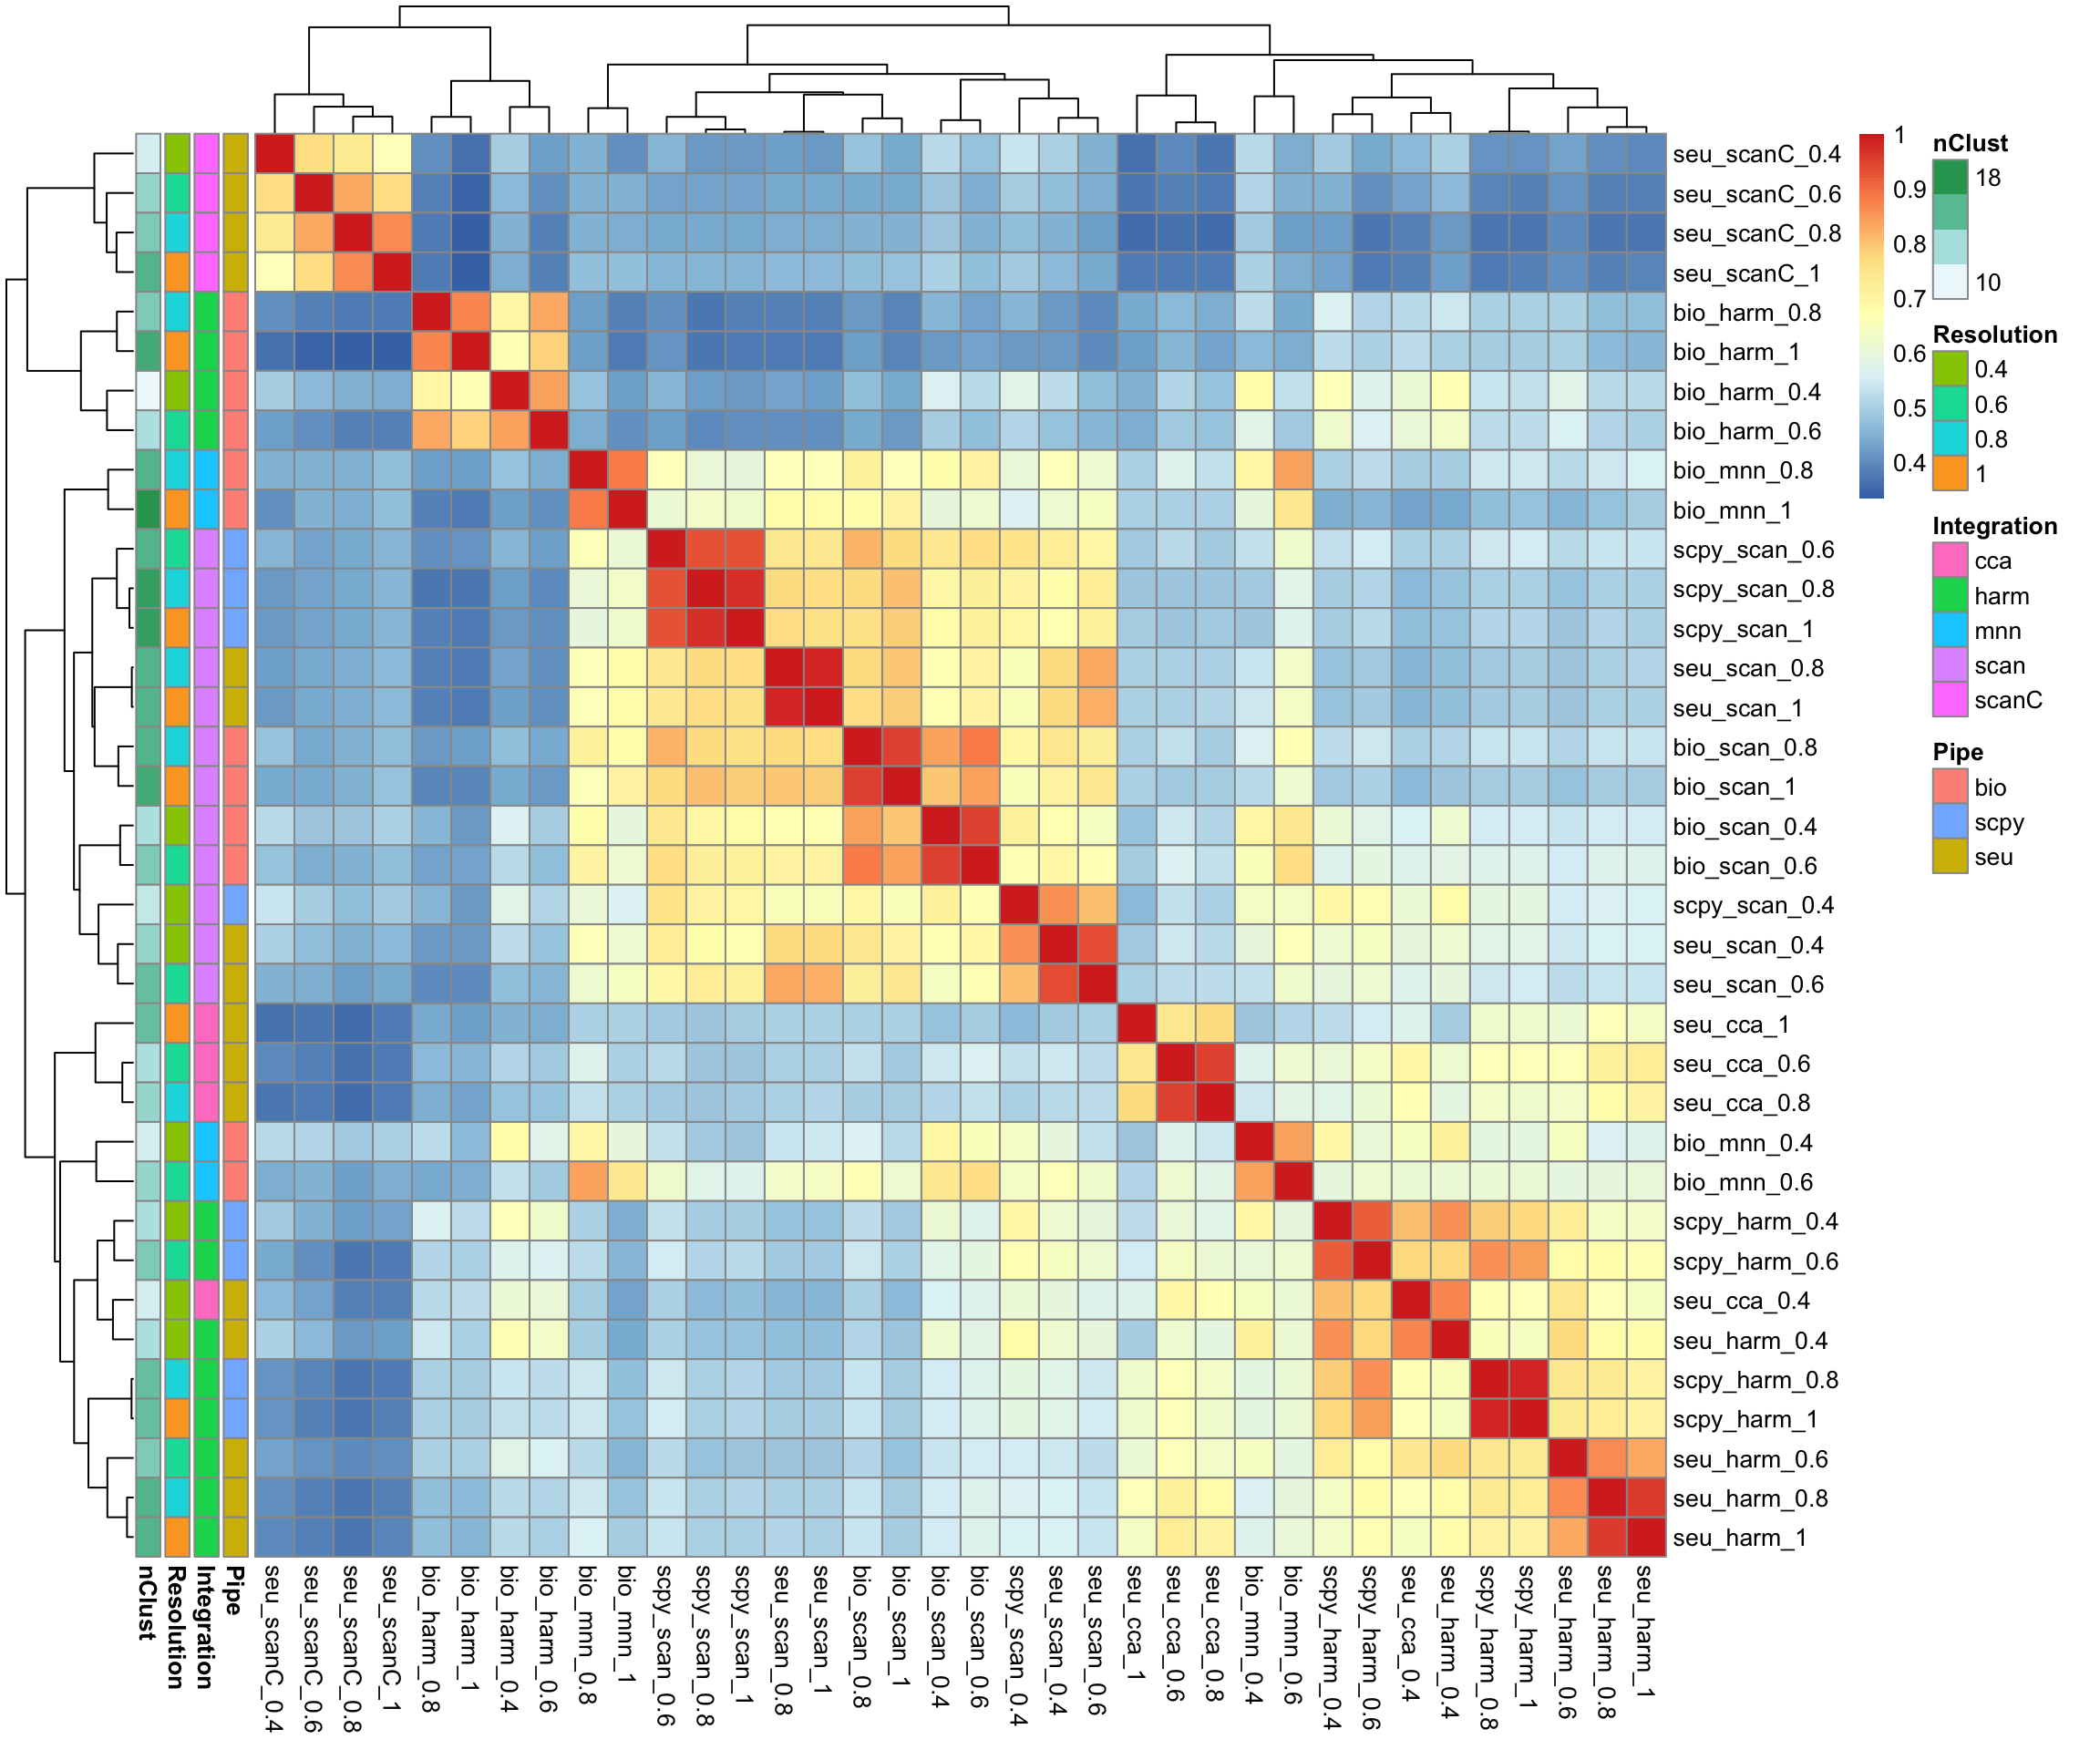 seu_scanC_0.4
seu_scanC_0.6
seu_scanC_0.8
seu_scanC_1
bio_harm_0.8
bio_harm_1
bio_harm_0.4
bio_harm_0.6
bio_mnn_0.8
bio_mnn_1
scpy_scan_0.6
scpy_scan_0.8
scpy_scan_1
seu_scan_0.8
seu_scan_1
bio_scan_0.8
bio_scan_1
bio_scan_0.4
bio_scan_0.6
scpy_scan_0.4
seu_scan_0.4
seu_scan_0.6
seu_cca_1
seu_cca_0.6
seu_cca_0.8
bio_mnn_0.4
bio_mnn_0.6
scpy_harm_0.4
scpy_harm_0.6
seu_cca_0.4
seu_harm_0.4
scpy_harm_0.8
scpy_harm_1
seu_harm_0.6
seu_harm_0.8
seu_harm_1
1
0.9
0.8
0.7
0.6
0.5
0.4
nClust
18
10
Resolution
0.4
0.6
0.8
1
Integration
cca
harm
mnn
scan
scanC
Pipe
bio
scpy
seu
nClust
Resolution
Integration
Pipe
seu_scanC_0.4
seu_scanC_0.6
seu_scanC_0.8
seu_scanC_1
bio_harm_0.8
bio_harm_1
bio_harm_0.4
bio_harm_0.6
bio_mnn_0.8
bio_mnn_1
scpy_scan_0.6
scpy_scan_0.8
scpy_scan_1
seu_scan_0.8
seu_scan_1
bio_scan_0.8
bio_scan_1
bio_scan_0.4
bio_scan_0.6
scpy_scan_0.4
seu_scan_0.4
seu_scan_0.6
seu_cca_1
seu_cca_0.6
seu_cca_0.8
bio_mnn_0.4
bio_mnn_0.6
scpy_harm_0.4
scpy_harm_0.6
seu_cca_0.4
seu_harm_0.4
scpy_harm_0.8
scpy_harm_1
seu_harm_0.6
seu_harm_0.8
seu_harm_1